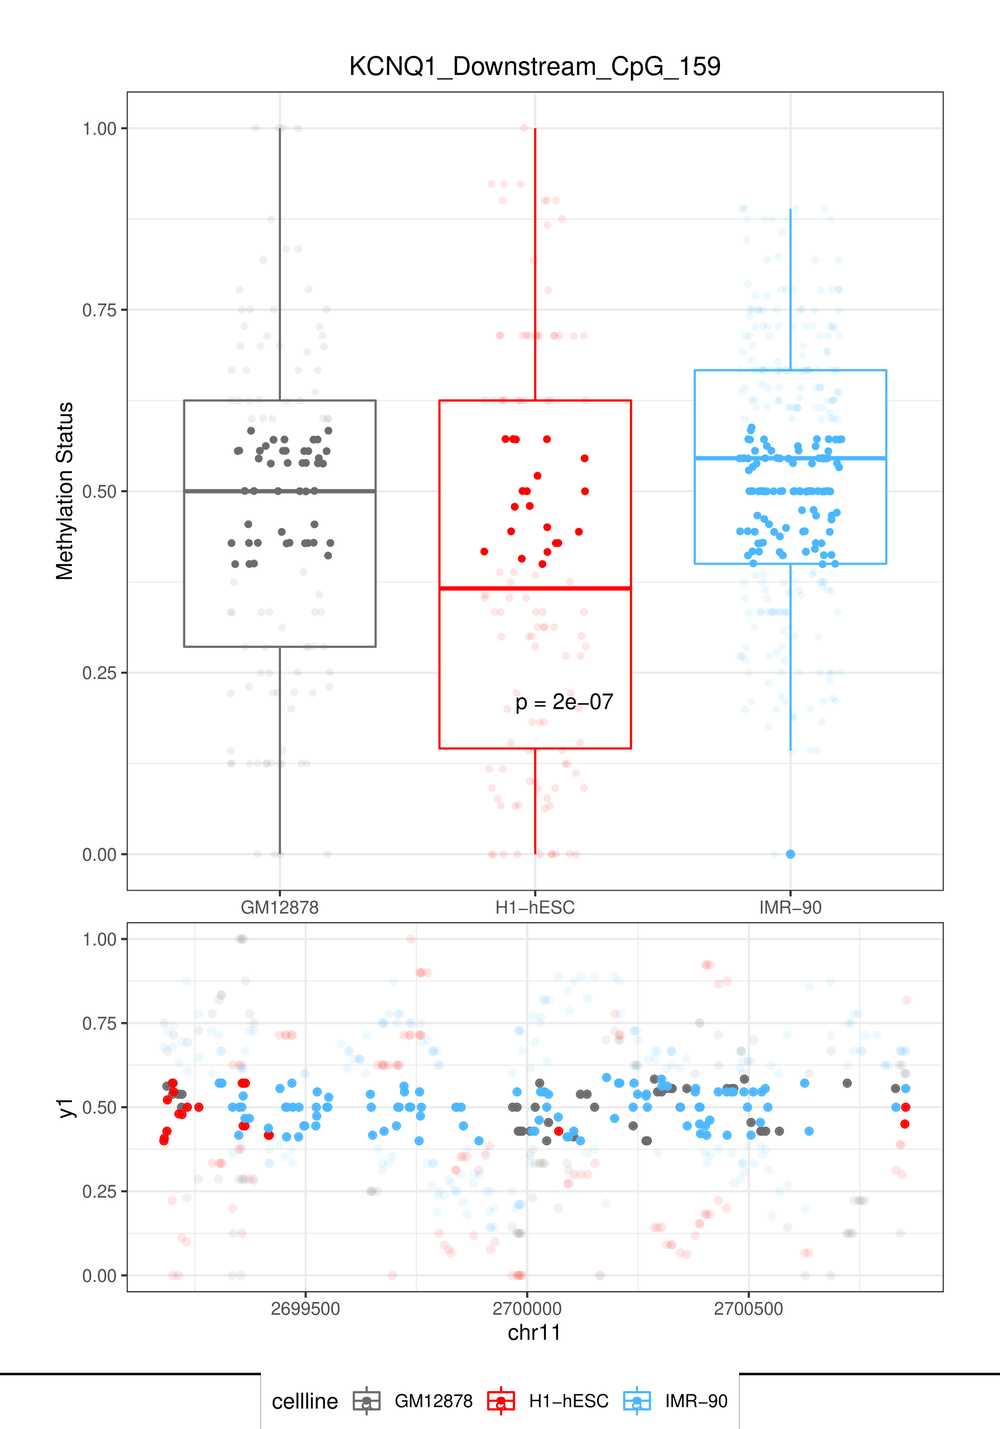 KCNQ1_Downstream_CpG_159
Methylation Status
1.00
0.75
0.50
0.25
0.00
p = 2e−07
GM12878 H1−hESC IMR−90
y1
1.00
0.75
0.50
0.25
0.00
2699500 2700000 2700500
chr11
cellline GM12878 H1−hESC IMR−90